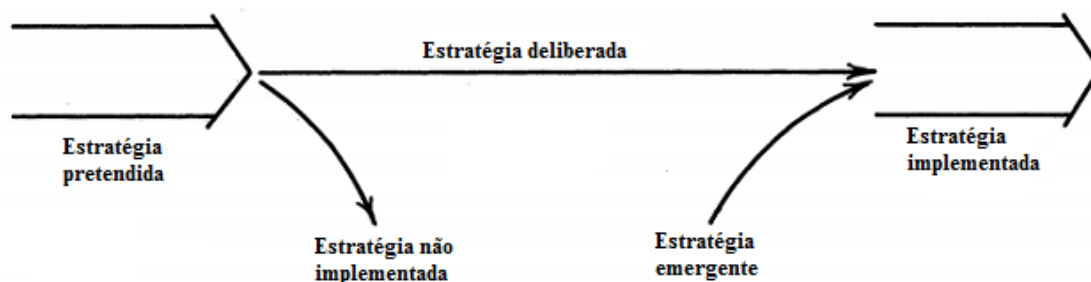 Estratégia deliberada
Estratégia
pretendida
Estratégia
implementada
Estratégia não
implementada
Estratégia
emergente